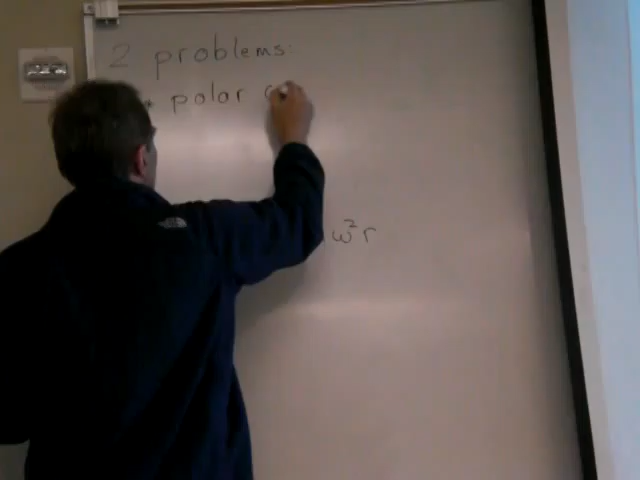 2 problems:
• polar
ω²r